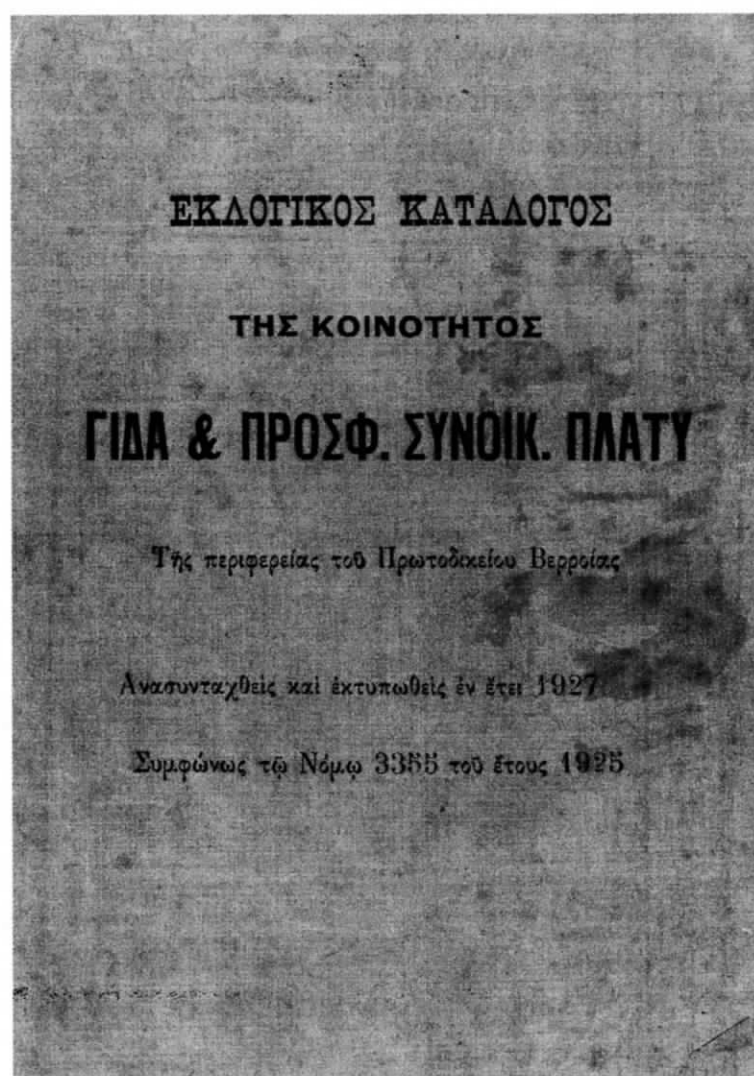 ΕΚΛΟΓΙΚΟΣ ΚΑΤΑΛΟΓΟΣ
ΤΗΣ ΚΟΙΝΟΤΗΤΟΣ
ΓΙΔΑ & ΠΡΟΣΦ. ΣΥΝΟΙΚ. ΠΛΑΤΥ
Τῆς περιφερείας τοῦ Πρωτοδικείου Βερροίας
Ανασυνταχθεὶς καὶ ἐκτυπωθεὶς ἐν ἔτει 1927
Συμφώνως τῷ Νόμῳ 3355 τοῦ ἔτους 1925